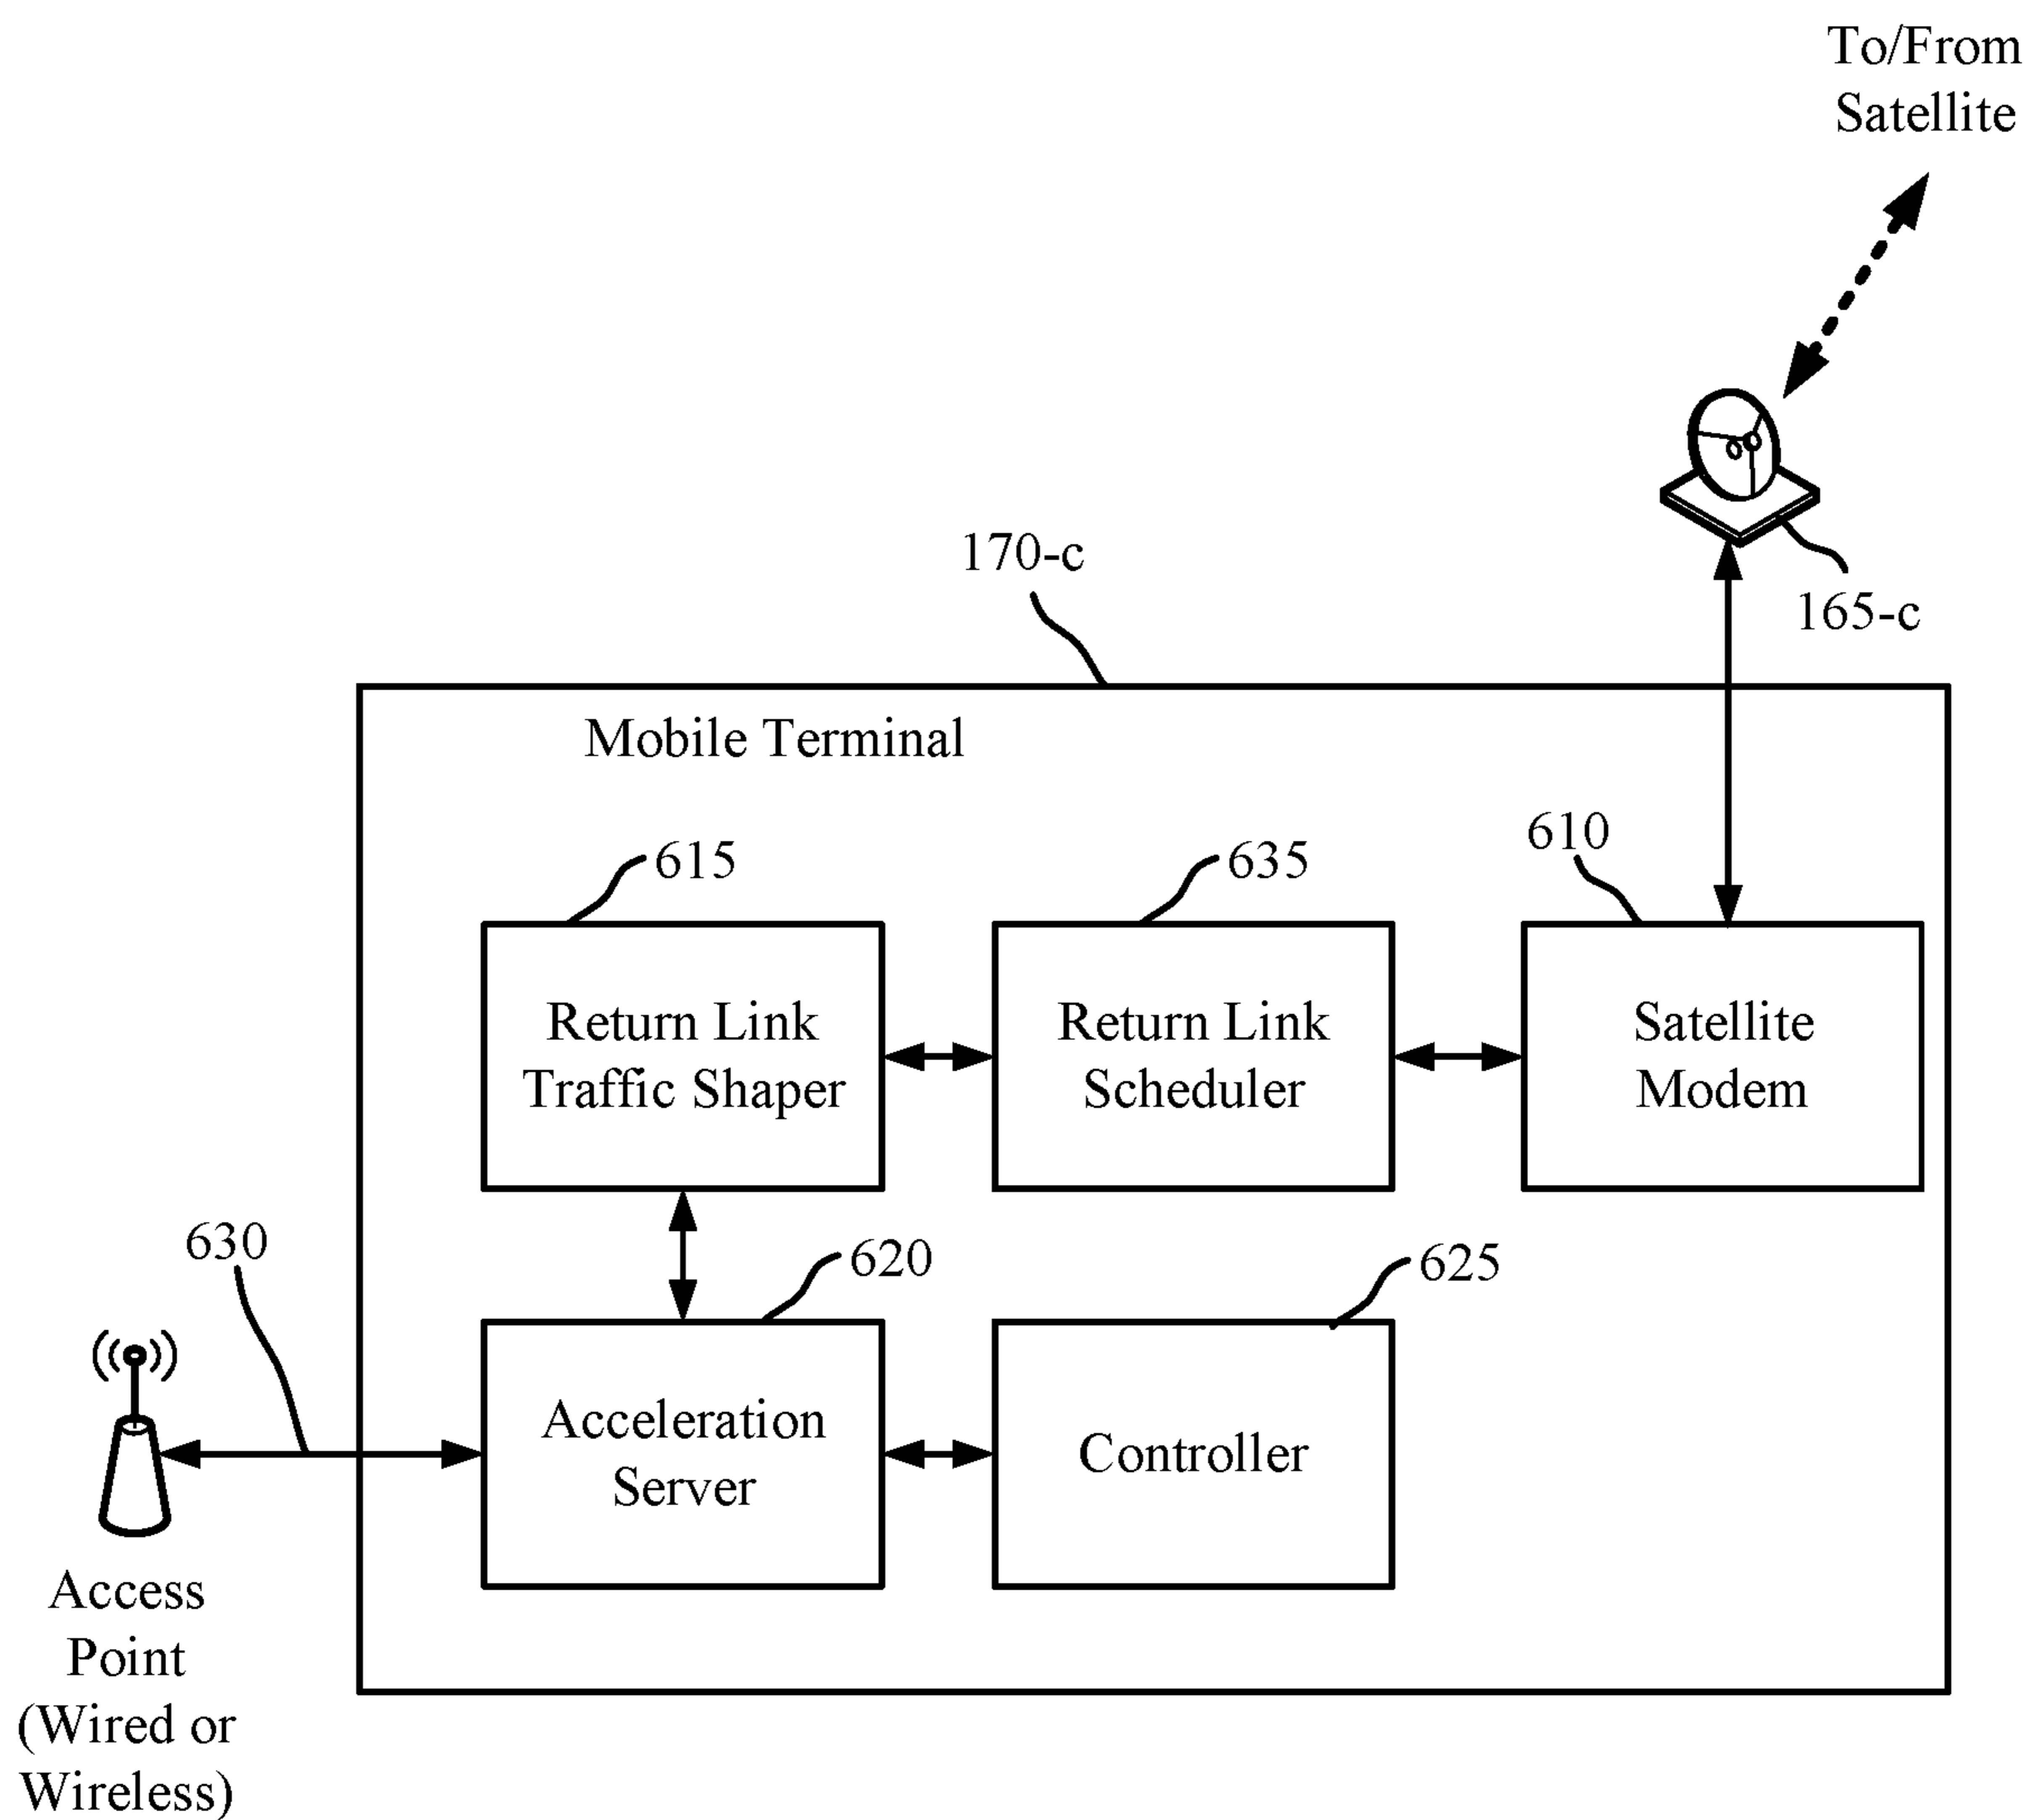 To/From
Satellite
170-c
165-c
Mobile Terminal
615
635
610
Return Link
Traffic Shaper
Return Link
Scheduler
Satellite
Modem
630
620
625
Acceleration
Server
Controller
Access
Point
(Wired or
Wireless)